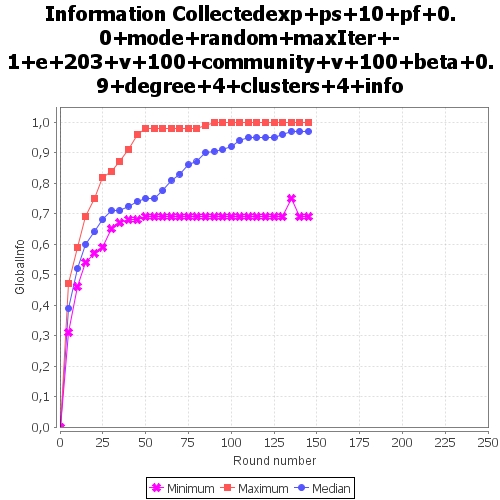 Information Collectedexp+ps+10+pf+0.
0+mode+random+maxIter+-
1+e+203+v+100+community+v+100+beta+0.
9+degree+4+clusters+4+info
1,0
0,9
0,8
0,7
0,6
0,5
0,4
0,3
0,2
0,1
0,0
GlobalInfo
0 25 50 75 100 125 150 175 200 225 250
Round number
Minimum Maximum Median